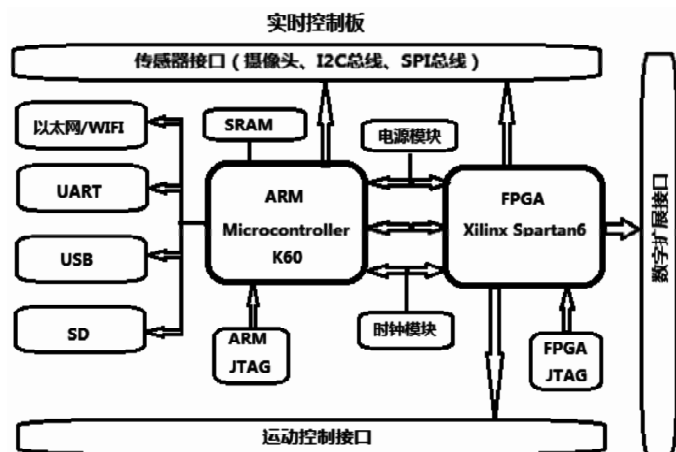 实时控制板
传感器接口（摄像头、I2C总线、SPI总线）
以太网/WIFI
SRAM
电源模块
UART
ARM
Microcontroller
K60
FPGA
Xilinx Spartan6
数字扩展接口
USB
SD
ARM
JTAG
时钟模块
FPGA
JTAG
运动控制接口